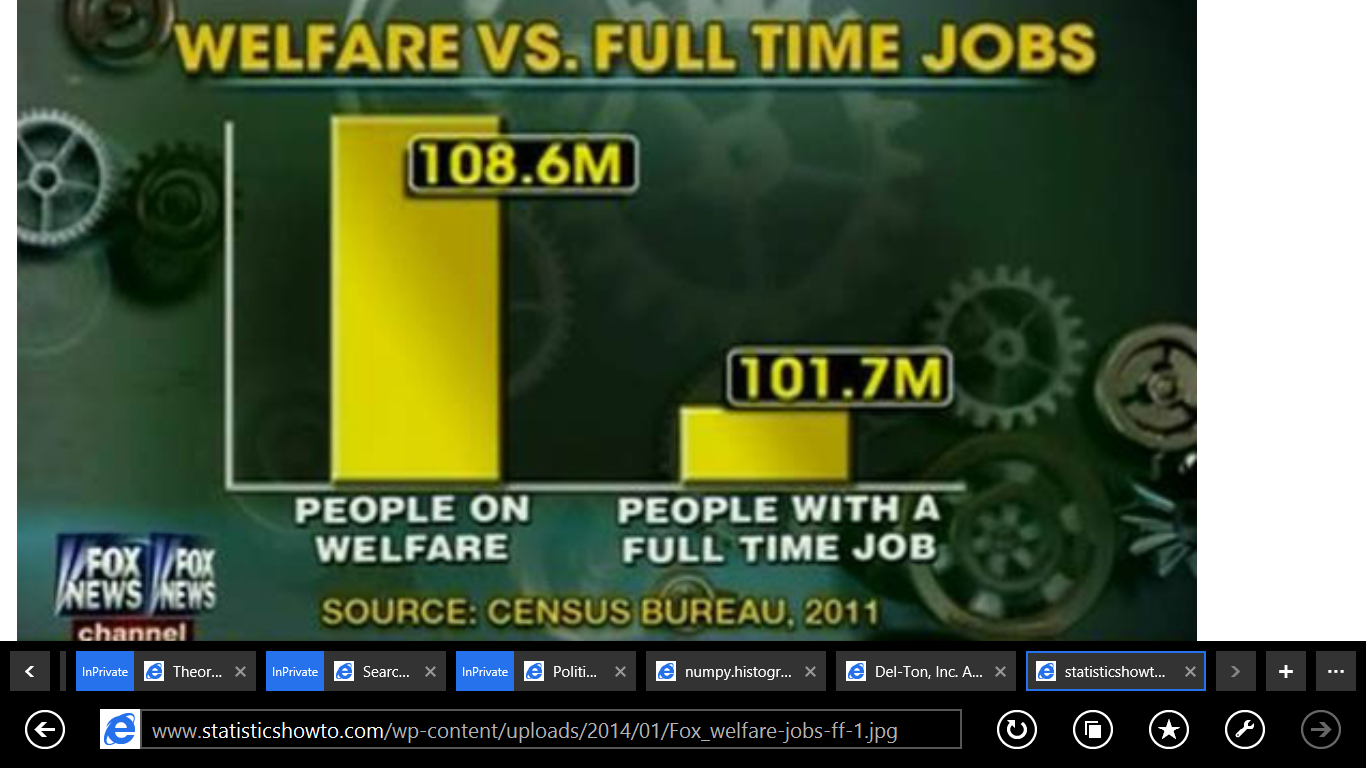 WELFARE VS. FULL TIME JOBS
108.6M
101.7M
PEOPLE ON
WELFARE
PEOPLE WITH A
FULL TIME JOB
FOX
NEWS
FOX
NEWS
channel
SOURCE: CENSUS BUREAU, 2011
InPrivate Theor... InPrivate Searc... InPrivate Politi... numpy.histogr... Del-Ton, Inc. A... statisticshowt...
www.statisticshowto.com/wp-content/uploads/2014/01/Fox_welfare-jobs-ff-1.jpg